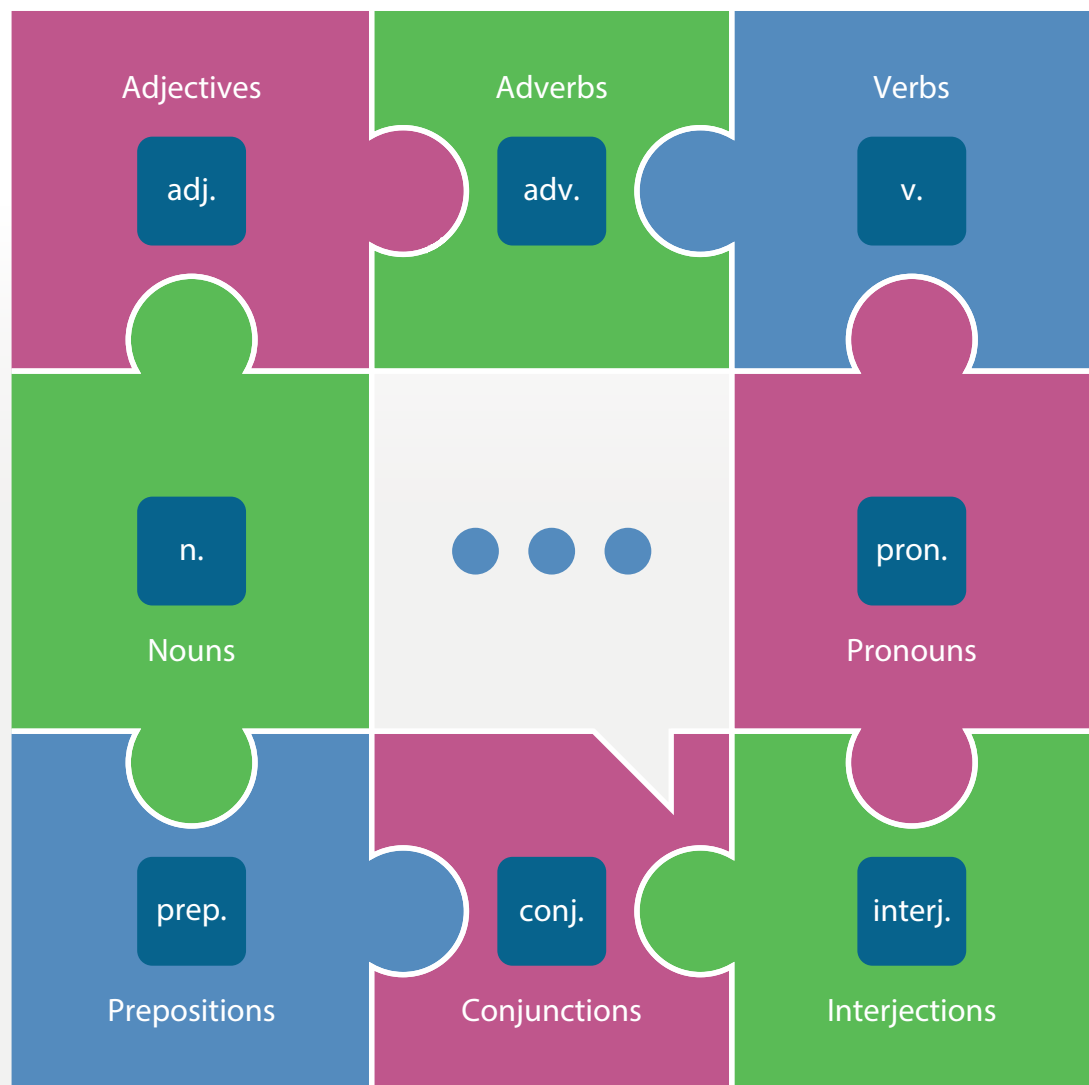 Adjectives
adj.
Adverbs
adv.
Verbs
v.
n.
Nouns
pron.
Pronouns
prep.
Prepositions
conj.
Conjunctions
interj.
Interjections